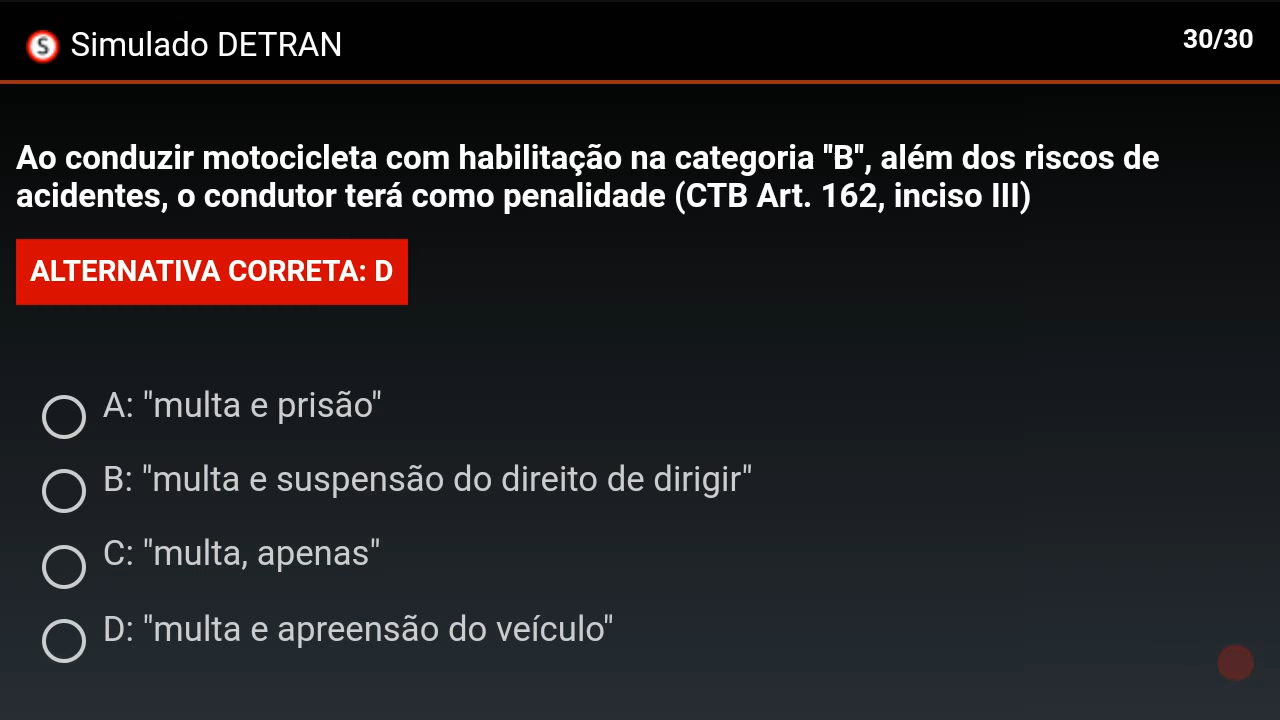 S Simulado DETRAN
30/30
Ao conduzir motocicleta com habilitação na categoria "B", além dos riscos de
acidentes, o condutor terá como penalidade (CTB Art. 162, inciso III)
ALTERNATIVA CORRETA: D
A: "multa e prisão"
B: "multa e suspensão do direito de dirigir"
C: "multa, apenas"
D: "multa e apreensão do veículo"